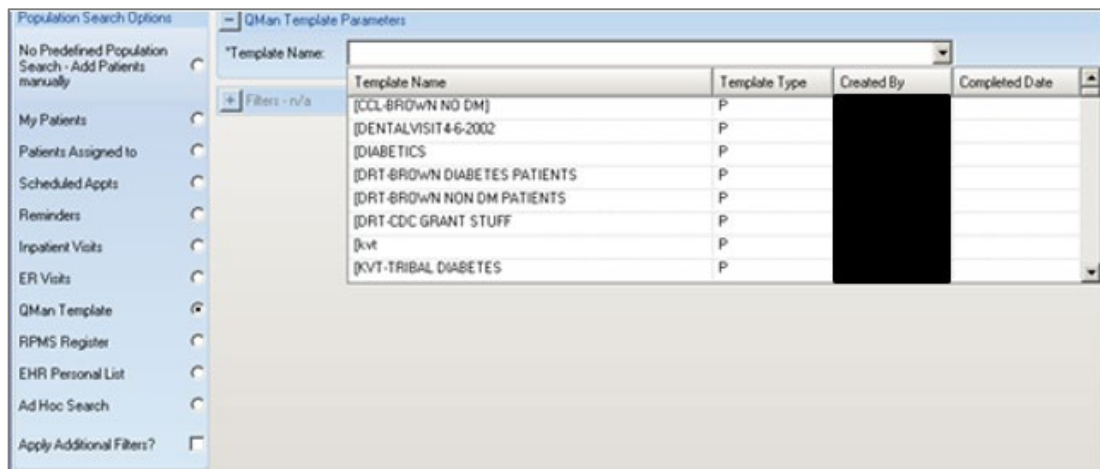 Population Search Options
No Predefined Population
Search - Add Patients
manually
My Patients
Patients Assigned to
Scheduled Appts
Reminders
Inpatient Visits
ER Visits
QMan Template
RPMS Register
EHR Personal List
Ad Hoc Search
Apply Additional Filters?
QMan Template Parameters
*Template Name:
Filters - n/a
Template Name Template Type Created By Completed Date
[CCL-BROWN NO DM] P
[DENTALVISIT4-6-2002 P
[DIABETICS P
[DRT-BROWN DIABETES PATIENTS P
[DRT-BROWN NON DM PATIENTS P
[DRT-CDC GRANT STUFF P
[kvt P
[KVT-TRIBAL DIABETES P